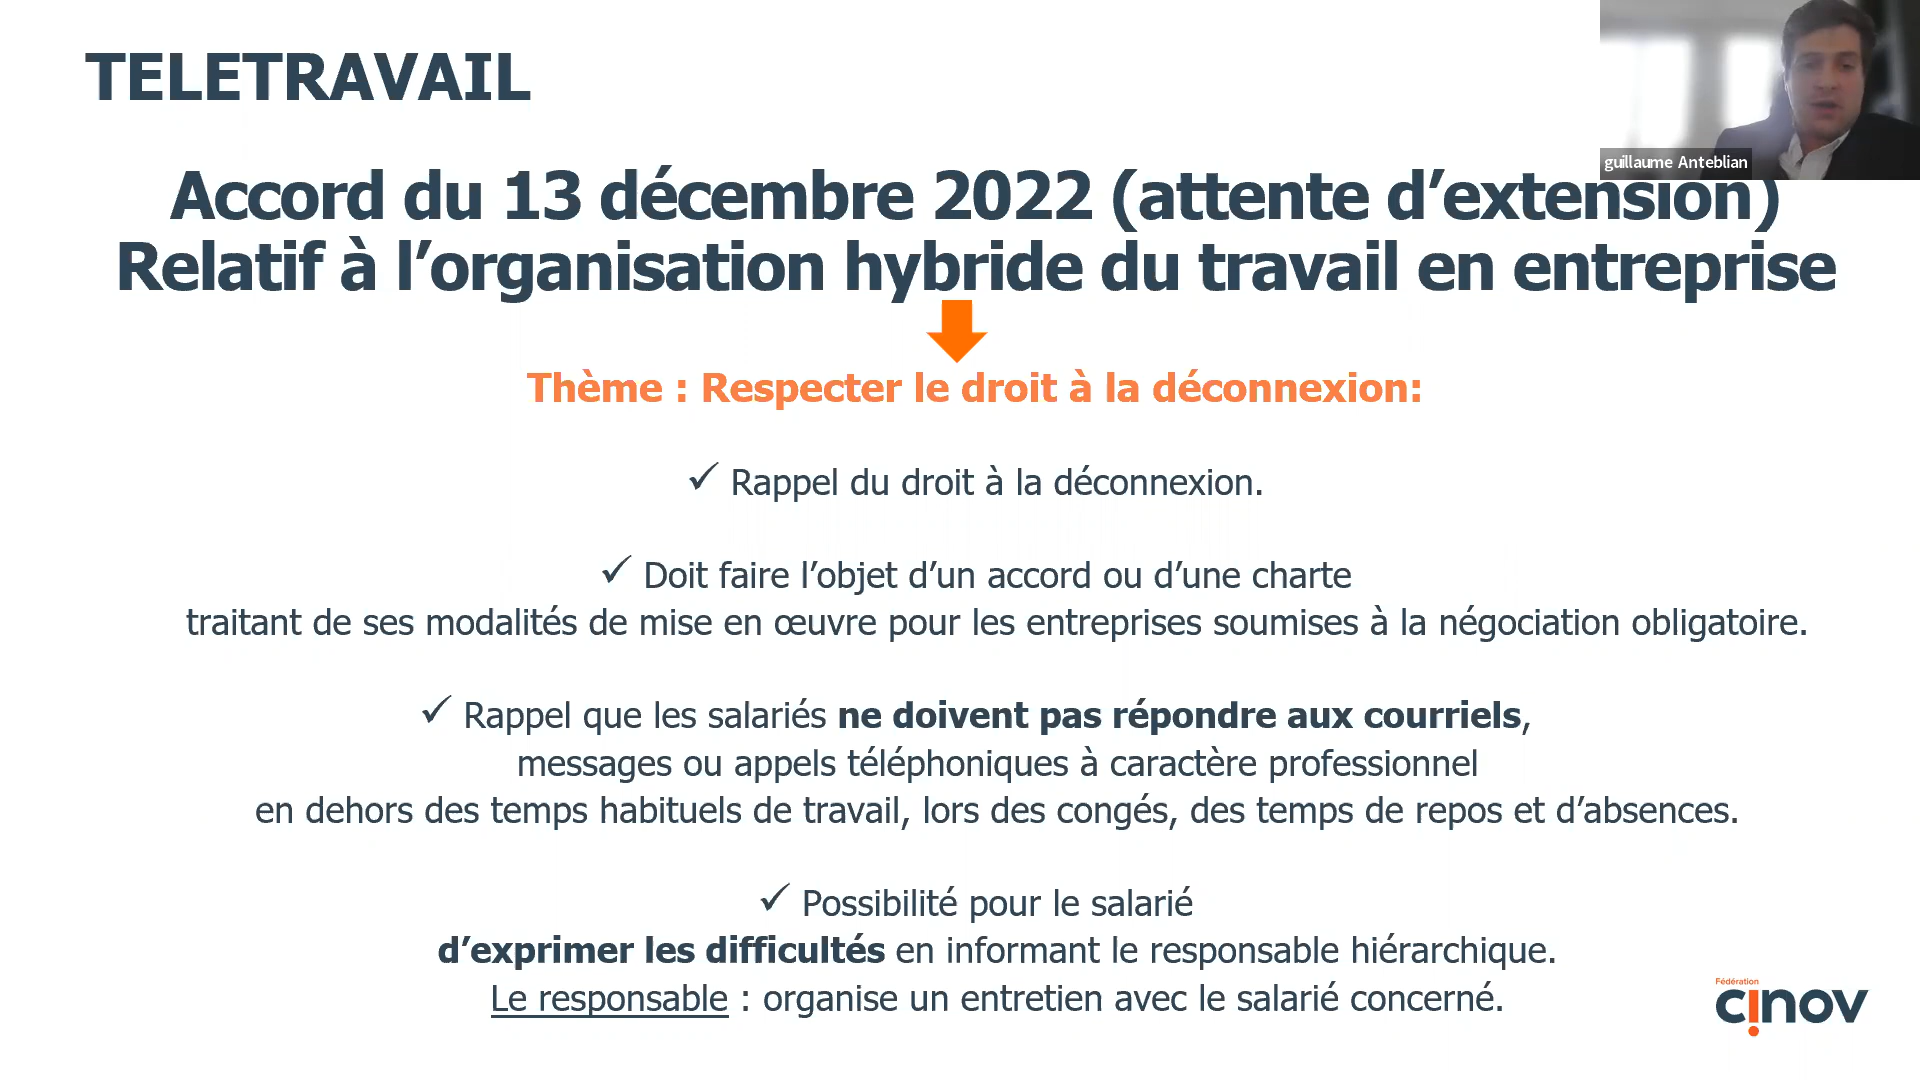 TELETRAVAIL
guillaume Anteblian
Accord du 13 décembre 2022 (attente d’extension)
Relatif à l’organisation hybride du travail en entreprise
Thème : Respecter le droit à la déconnexion:
✓ Rappel du droit à la déconnexion.
✓ Doit faire l’objet d’un accord ou d’une charte
traitant de ses modalités de mise en œuvre pour les entreprises soumises à la négociation obligatoire.
✓ Rappel que les salariés ne doivent pas répondre aux courriels,
messages ou appels téléphoniques à caractère professionnel
en dehors des temps habituels de travail, lors des congés, des temps de repos et d’absences.
✓ Possibilité pour le salarié
d’exprimer les difficultés en informant le responsable hiérarchique.
Le responsable : organise un entretien avec le salarié concerné.
Fédération
cinov